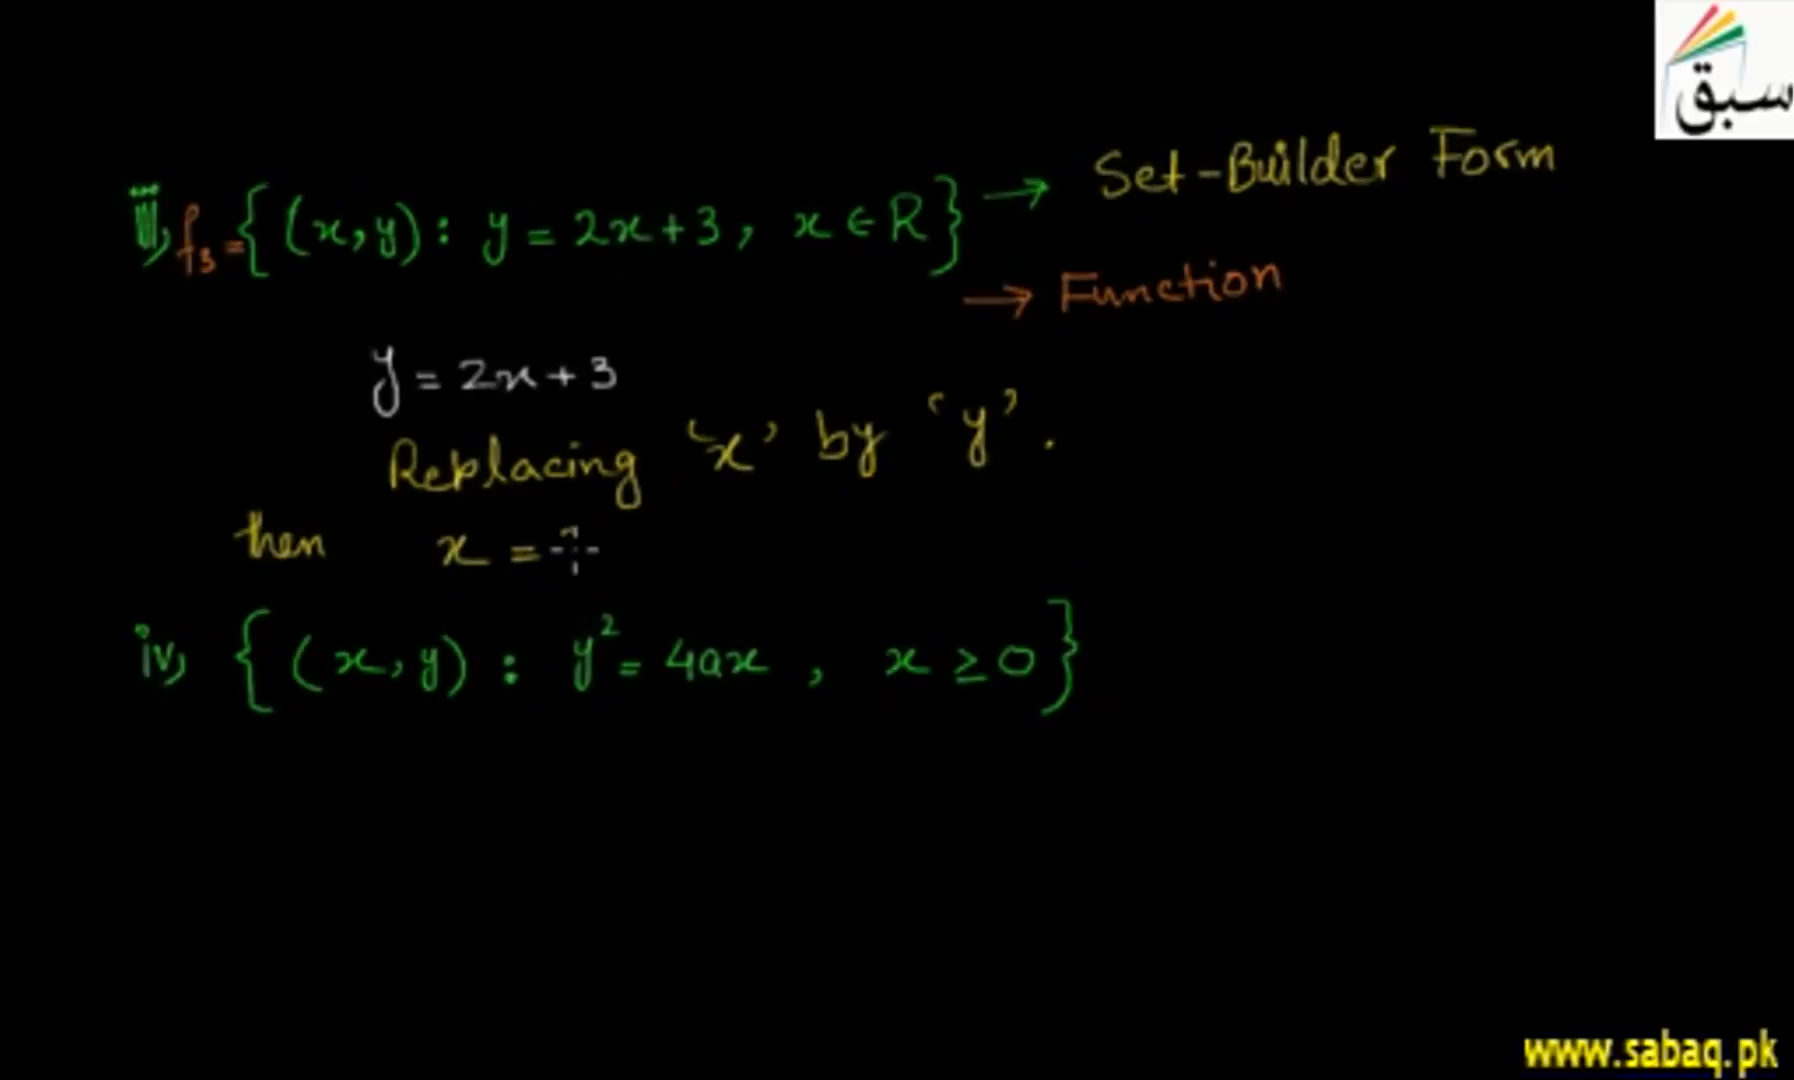 سبق
iii, f₃ = {(x, y) : y = 2x + 3, x ∈ R} → Set-Builder Form
→ Function
y = 2x + 3
Replacing 'x' by 'y'.
then x =
iv, {(x, y) : y² = 4ax , x ≥ 0}
www.sabaq.pk